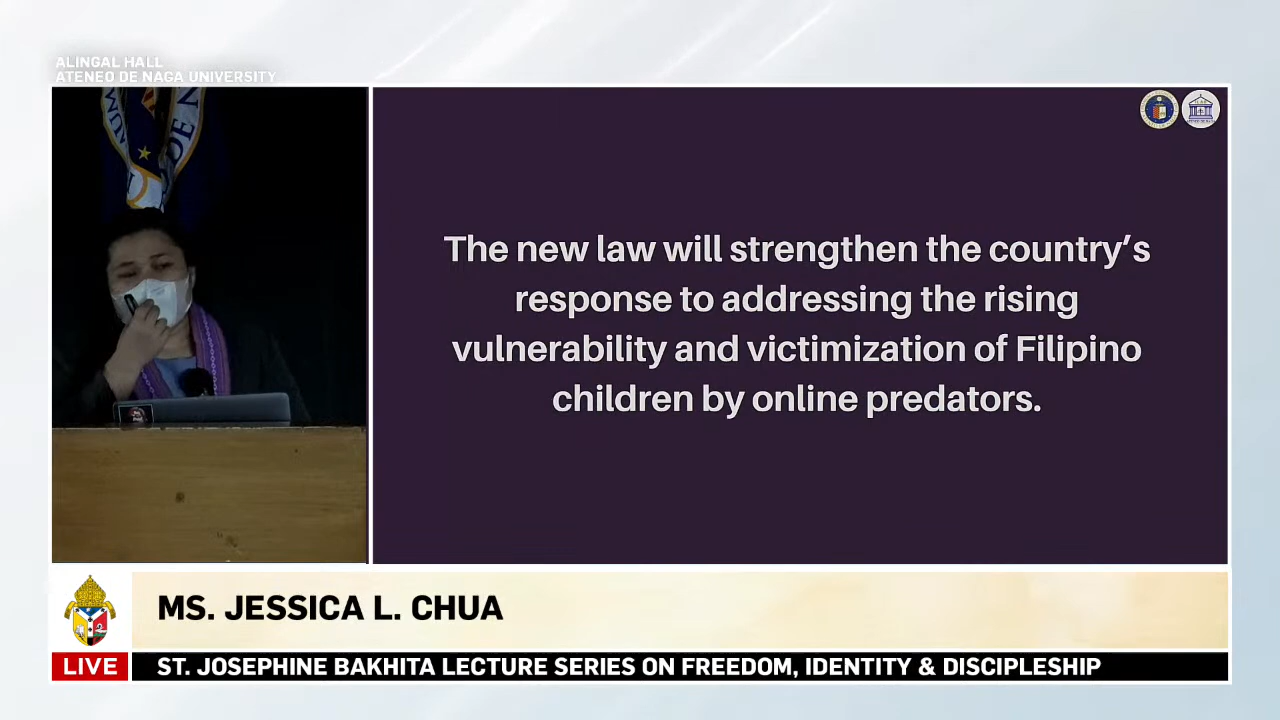 ALINGAL HALL
ATENEO DE NAGA UNIVERSITY
The new law will strengthen the country’s
response to addressing the rising
vulnerability and victimization of Filipino
children by online predators.
MS. JESSICA L. CHUA
LIVE
ST. JOSEPHINE BAKHITA LECTURE SERIES ON FREEDOM, IDENTITY & DISCIPLESHIP